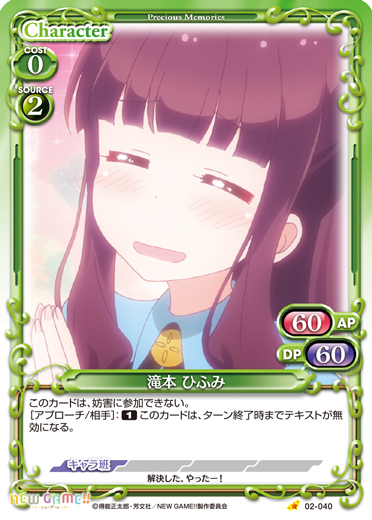 Precious Memories
Character
COST
0
SOURCE
2
60 AP
DP 60
滝本 ひふみ
このカードは、妨害に参加できない。
[アプローチ/相手]:1 このカードは、ターン終了時までテキストが無
効になる。
キャラ班
解決した。やったー!
NEW GAME!!
©得能正太郎・芳文社/NEW GAME!!製作委員会
02-040